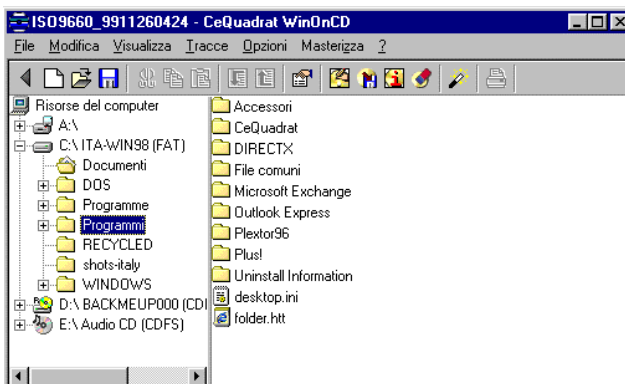 ISO9660_9911260424 - CeQuadrat WinOnCD
File Modifica Visualizza Tracce Opzioni Masterizza ?
Risorse del computer
A:\
C:\ ITA-WIN98 (FAT)
Documenti
DOS
Programme
Programmi
RECYCLED
shots-italy
WINDOWS
D:\ BACKMEUP000 (CDI
E:\ Audio CD (CDFS)
Accessori
CeQuadrat
DIRECTX
File comuni
Microsoft Exchange
Outlook Express
Plextor96
Plus!
Uninstall Information
desktop.ini
folder.htt